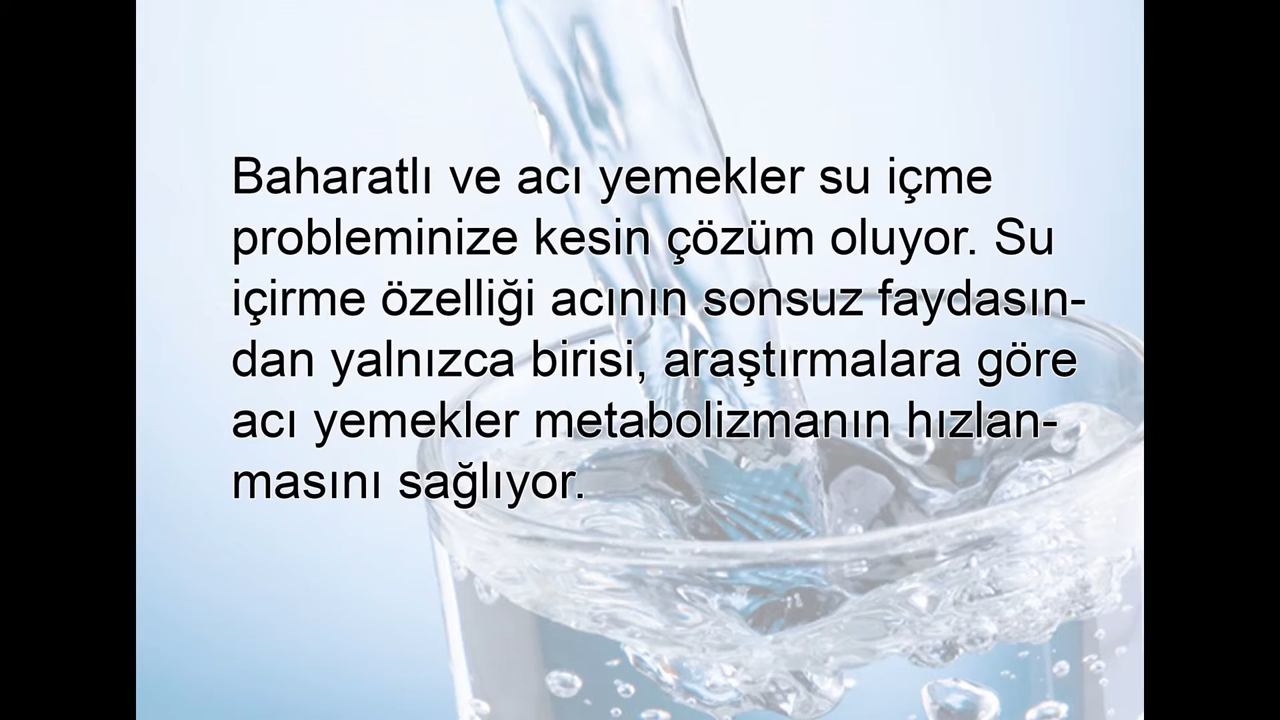 Baharatlı ve acı yemekler su içme
probleminize kesin çözüm oluyor. Su
içirme özelliği acının sonsuz faydasın-
dan yalnızca birisi, araştırmalara göre
acı yemekler metabolizmanın hızlan-
masını sağlıyor.